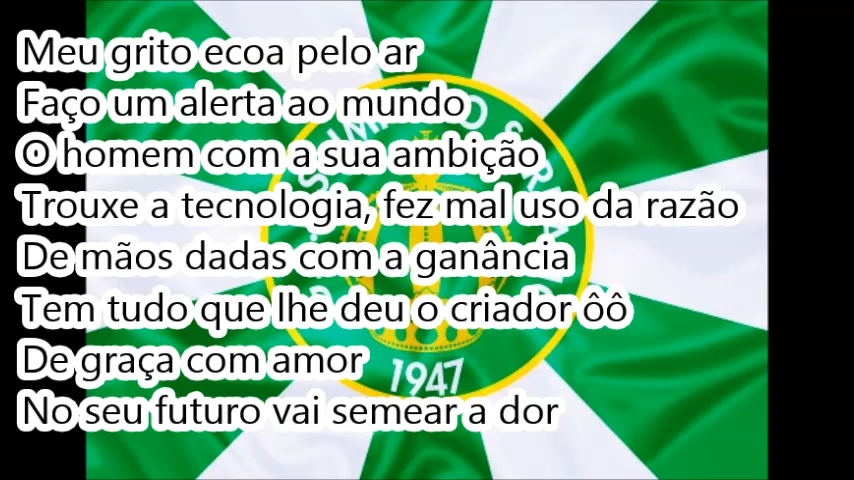 Meu grito ecoa pelo ar
Faço um alerta ao mundo
O homem com a sua ambição
Trouxe a tecnologia, fez mal uso da razão
De mãos dadas com a ganância
Tem tudo que lhe deu o criador ôô
De graça com amor
No seu futuro vai semear a dor
1947